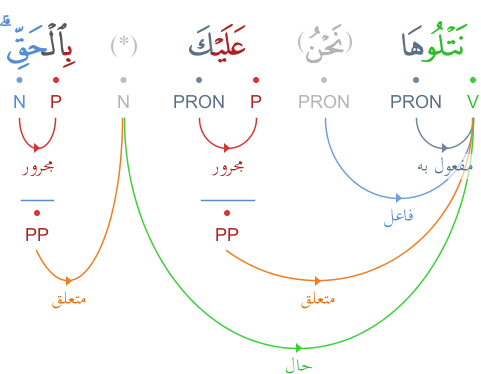 نَتْلُوهَا (نَحْنُ) عَلَيْكَ (*) بِٱلْحَقِّ ۖ
V PRON PRON P PRON N P N
مفعول به
مجرور مجرور
فاعل
PP PP
متعلق متعلق
حال